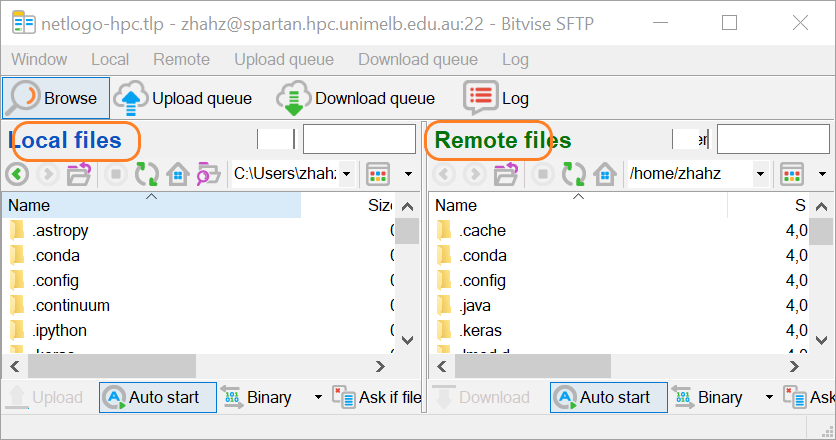 netlogo-hpc.tlp - zhahz@spartan.hpc.unimelb.edu.au:22 - Bitvise SFTP
Window Local Remote Upload queue Download queue Log
Browse Upload queue Download queue Log
Local files
C:\Users\zhahz
Name Size
.astropy 0
.conda 0
.config 0
.continuum 0
.ipython 0
.keras
Upload Auto start Binary Ask if file
Remote files er
/home/zhahz
Name S
.cache 4,0
.conda 4,0
.config 4,0
.java 4,0
.keras 4,0
.lmod.d
Download Auto start Binary Ask